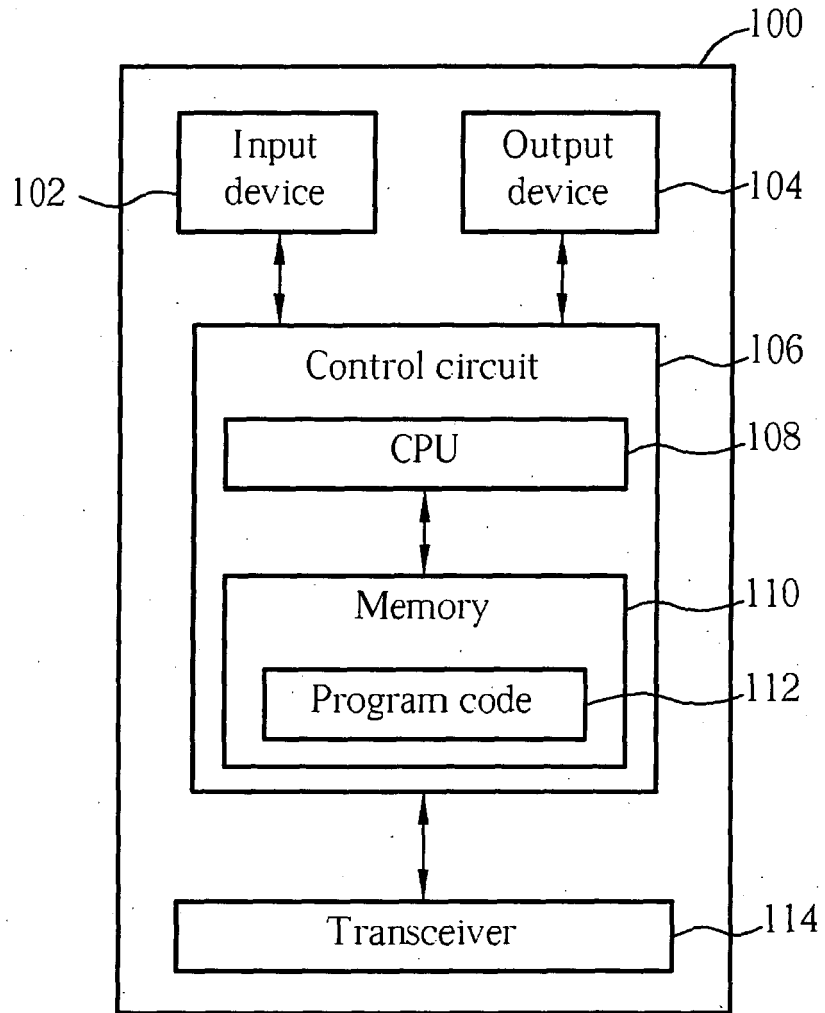 100
Input
device
Output
device
102
104
Control circuit
106
CPU
108
Memory
110
Program code
112
Transceiver
114